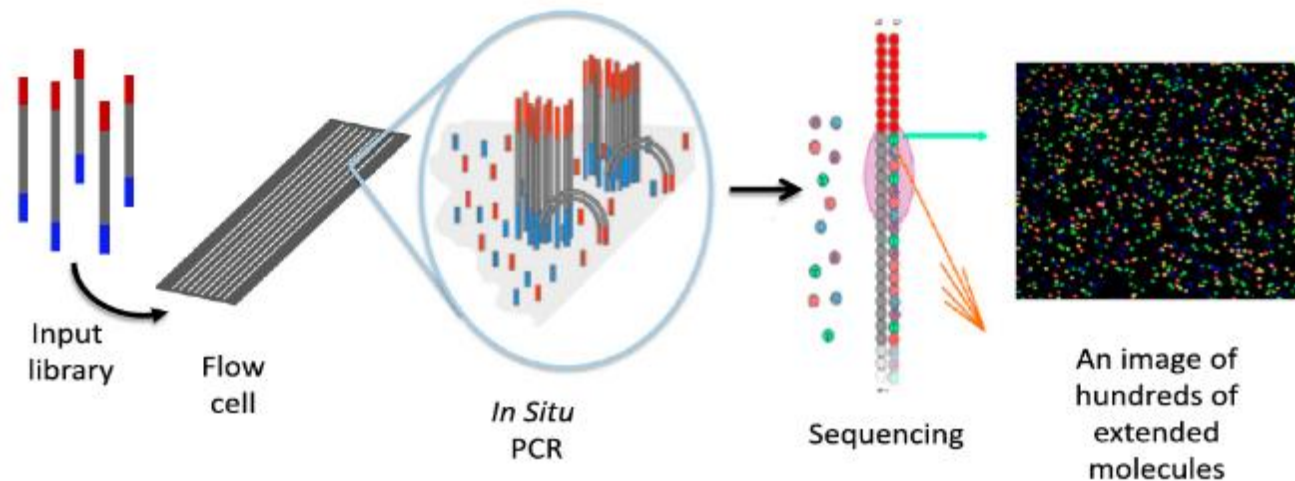 Input
library
Flow
cell
In Situ
PCR
Sequencing
An image of
hundreds of
extended
molecules